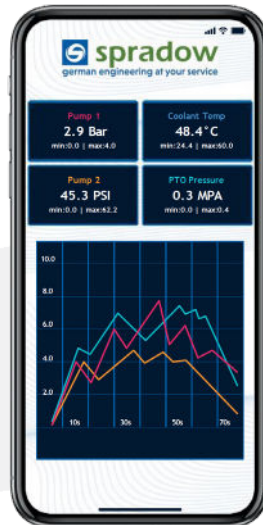 spradow
german engineering at your service
Pump 1
2.9 Bar
min:0.0 | max:4.0
Coolant Temp
48.4°C
min:24.4 | max:60.0
Pump 2
45.3 PSI
min:0.0 | max:62.2
PTO Pressure
0.3 MPA
min:0.0 | max:0.4
10.0
8.0
6.0
4.0
2.0
10s
30s
50s
70s